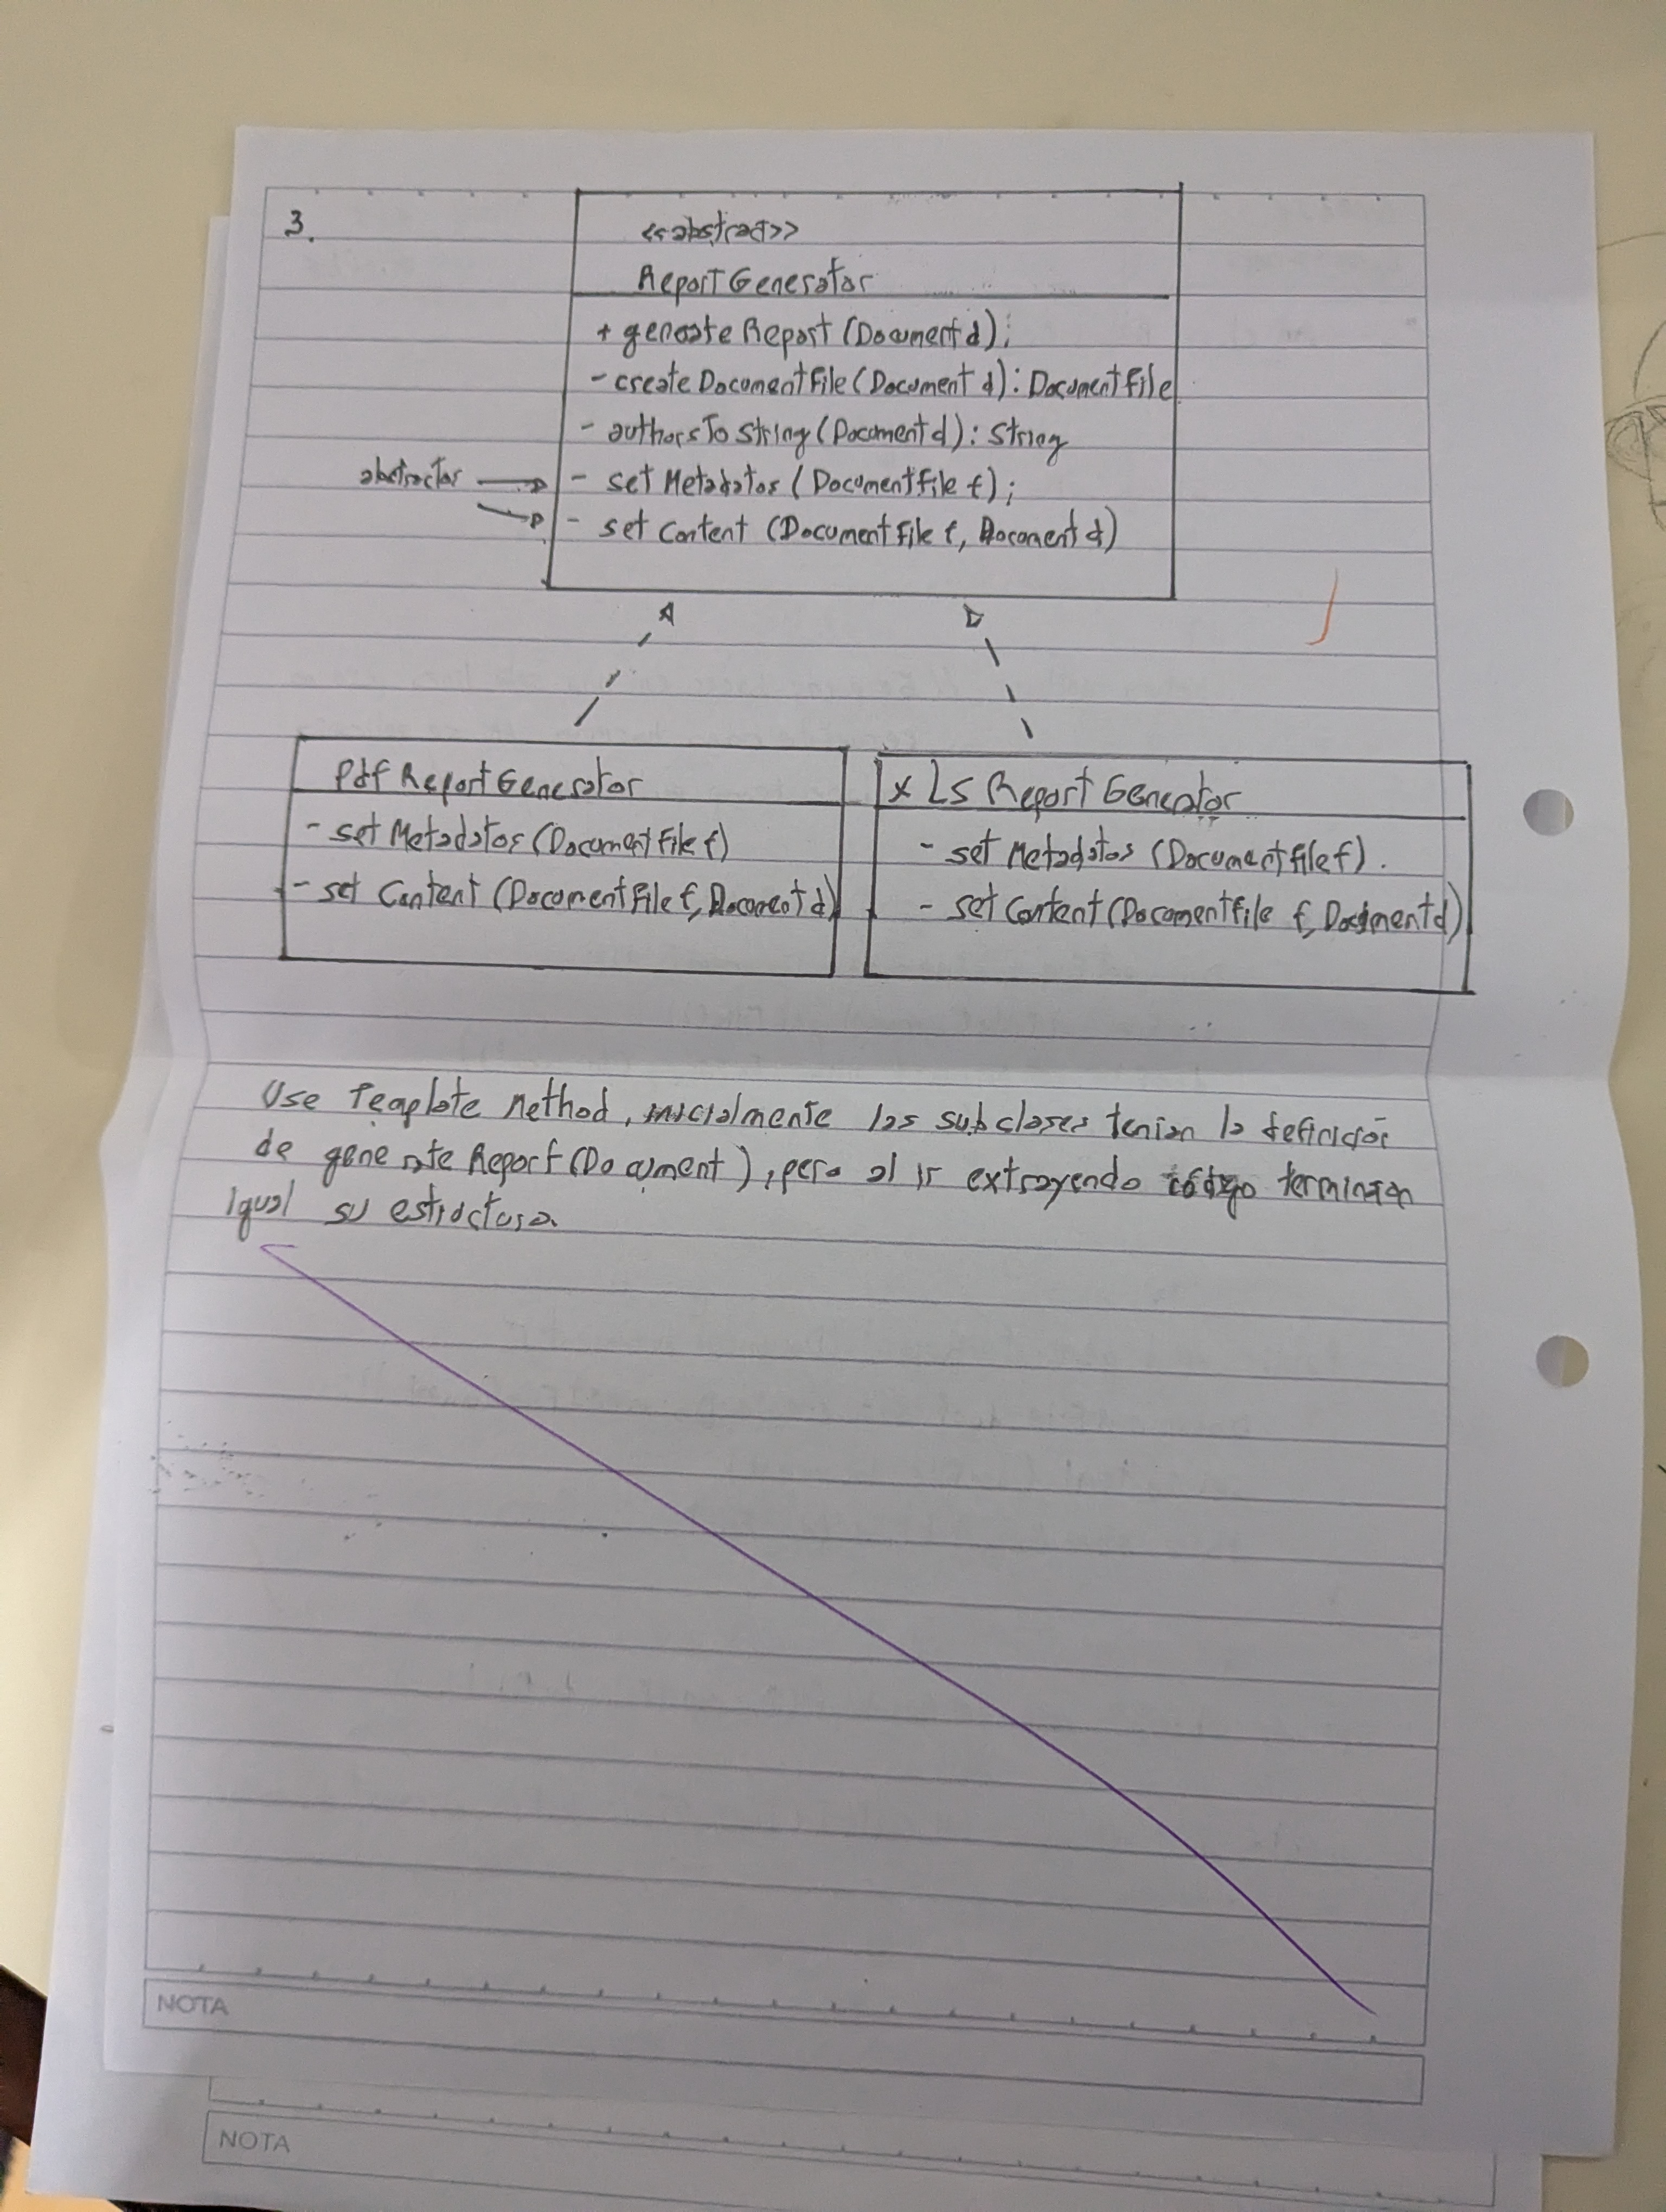 3.
<<abstract>>
Report Generator
+ generate Report (Document d);
- create Document File (Document d): Document File
- authors To String (Document d): String
abstractas
- set Metadatos (Document file f);
- set Content (Document File f, Document d)
Pdf Report Generator
- set Metadatos (Document File f)
- set Content (Document File f, Document d)
xLs Report Generator
- set Metadatos (Document file f).
- set Content (Document file f, Document d)
Use Template Method, inicialmente las subclases tenian la definición
de generate Report (Document), pero al ir extrayendo código terminaron
igual su estructura.
NOTA
NOTA